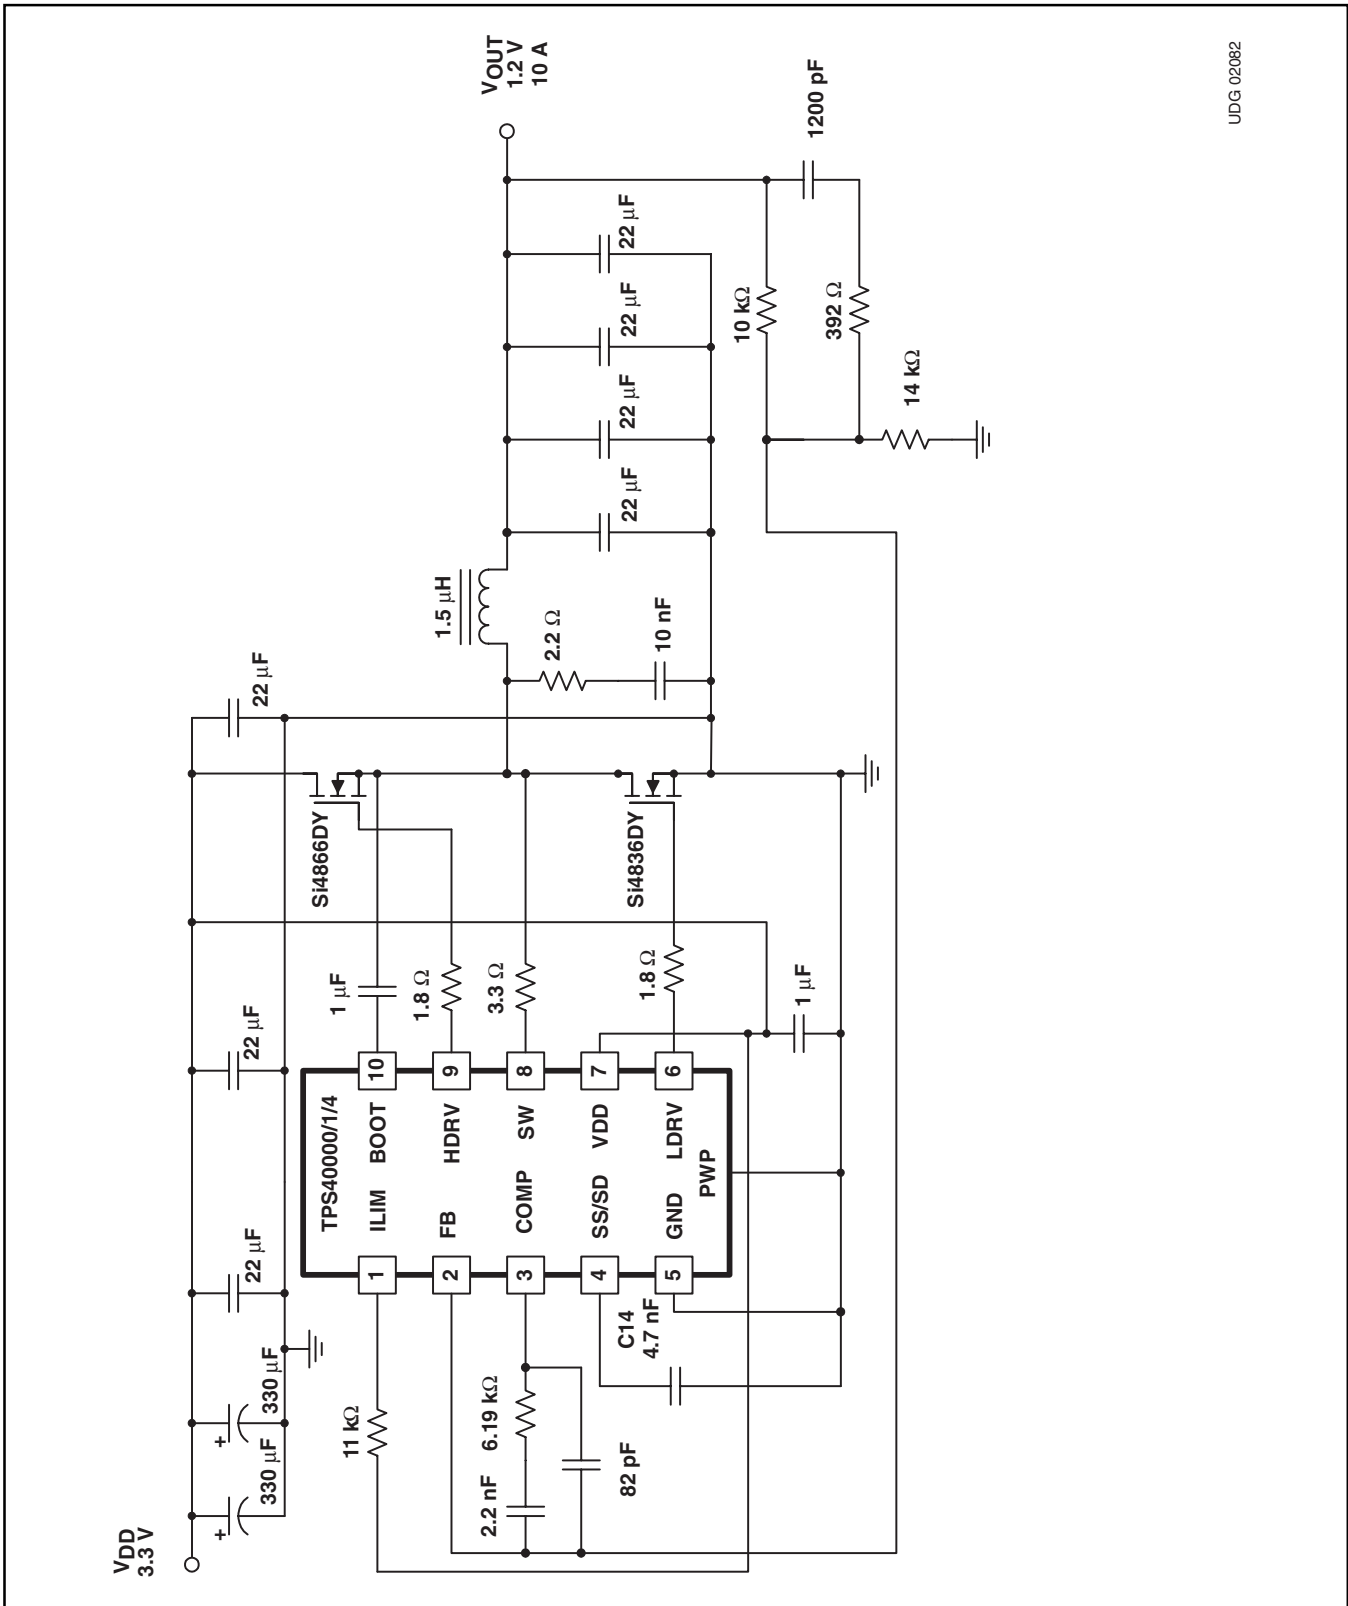 VDD
3.3 V
330 μF
330 μF
22 μF
22 μF
22 μF
11 kΩ
2.2 nF
6.19 kΩ
82 pF
C14
4.7 nF
TPS40000/1/4
1 ILIM BOOT 10
2 FB HDRV 9
3 COMP SW 8
4 SS/SD VDD 7
5 GND LDRV 6
PWP
1 μF
1.8 Ω
3.3 Ω
1.8 Ω
1 μF
Si4866DY
Si4836DY
1.5 μH
2.2 Ω
10 nF
22 μF
22 μF
22 μF
22 μF
VOUT
1.2 V
10 A
10 kΩ
1200 pF
392 Ω
14 kΩ
UDG 02082